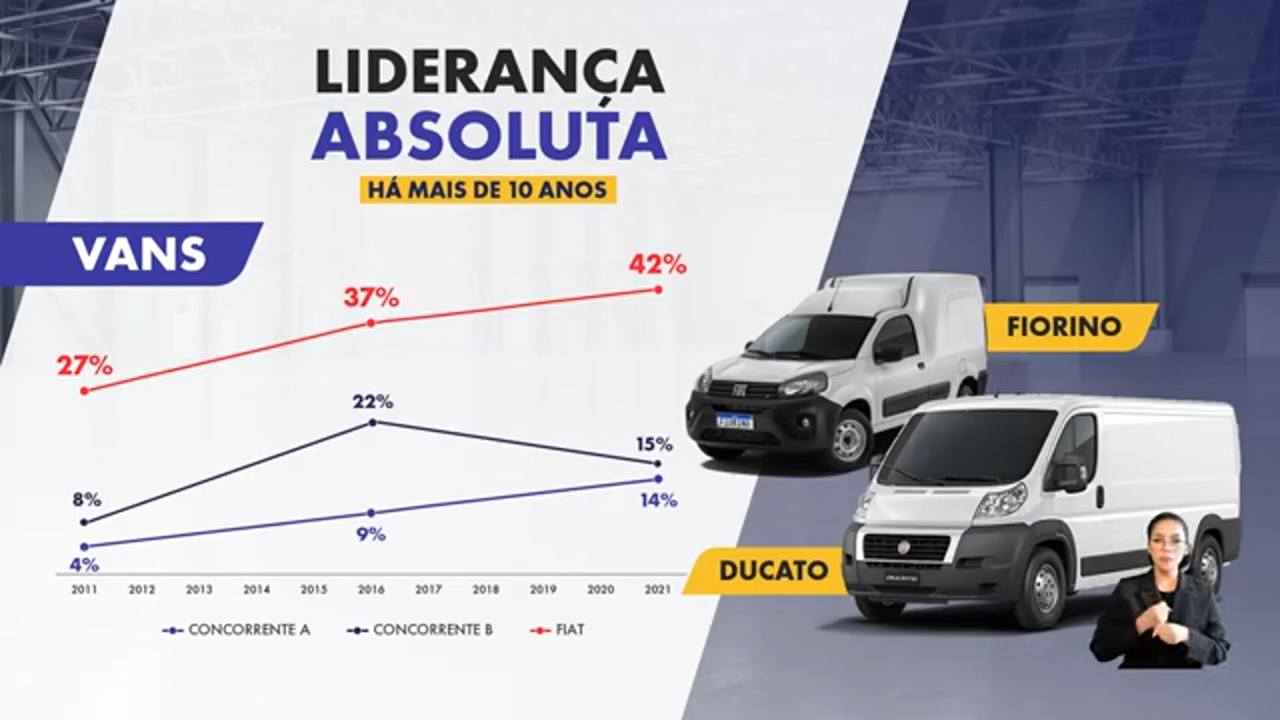 LIDERANÇA
ABSOLUTA
HÁ MAIS DE 10 ANOS
VANS
42%
37%
27%
22%
15%
8%
14%
9%
4%
2011 2012 2013 2014 2015 2016 2017 2018 2019 2020 2021
CONCORRENTE A CONCORRENTE B FIAT
FIORINO
DUCATO